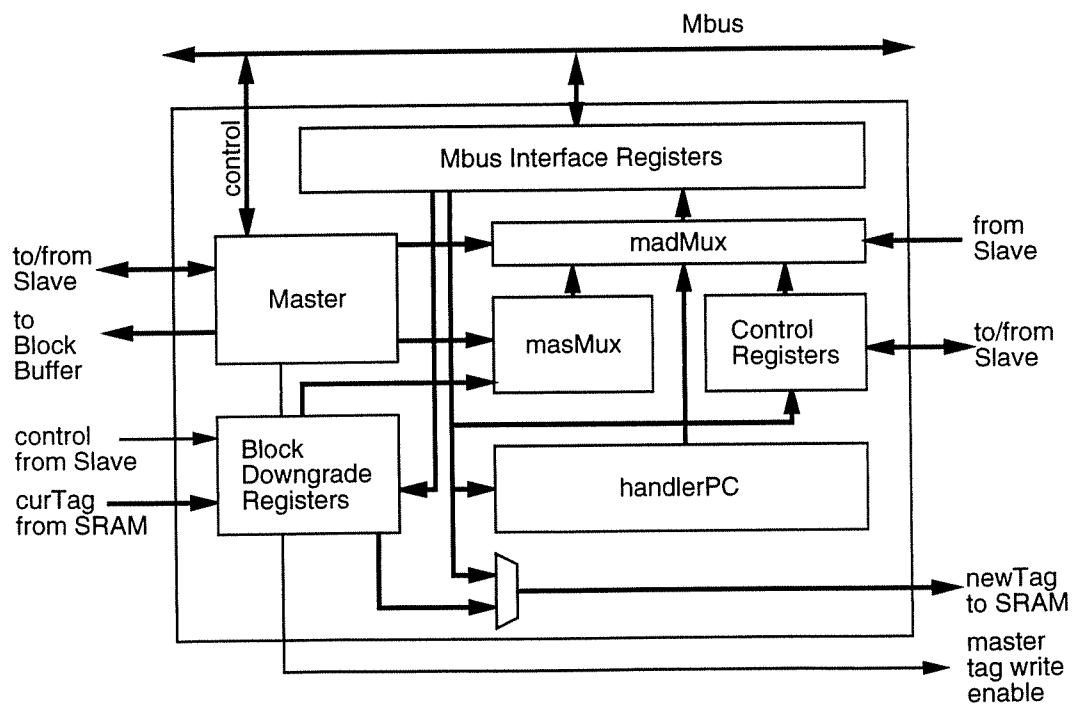 Mbus
control
Mbus Interface Registers
madMux
from
Slave
to/from
Slave
Master
to
Block
Buffer
masMux
Control
Registers
to/from
Slave
control
from Slave
Block
Downgrade
Registers
curTag
from SRAM
handlerPC
newTag
to SRAM
master
tag write
enable